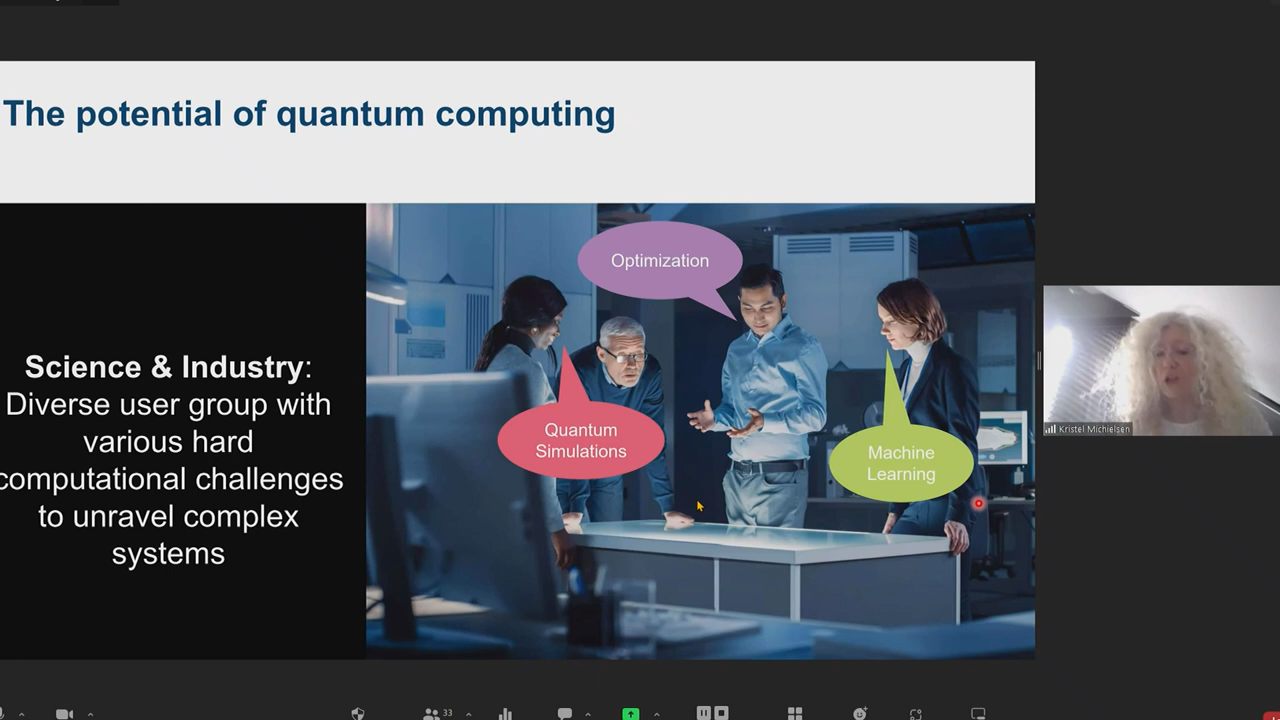 The potential of quantum computing
Optimization
Science & Industry:
Diverse user group with
various hard
computational challenges
to unravel complex
systems
Quantum
Simulations
Machine
Learning
Kristel Michielsen
33